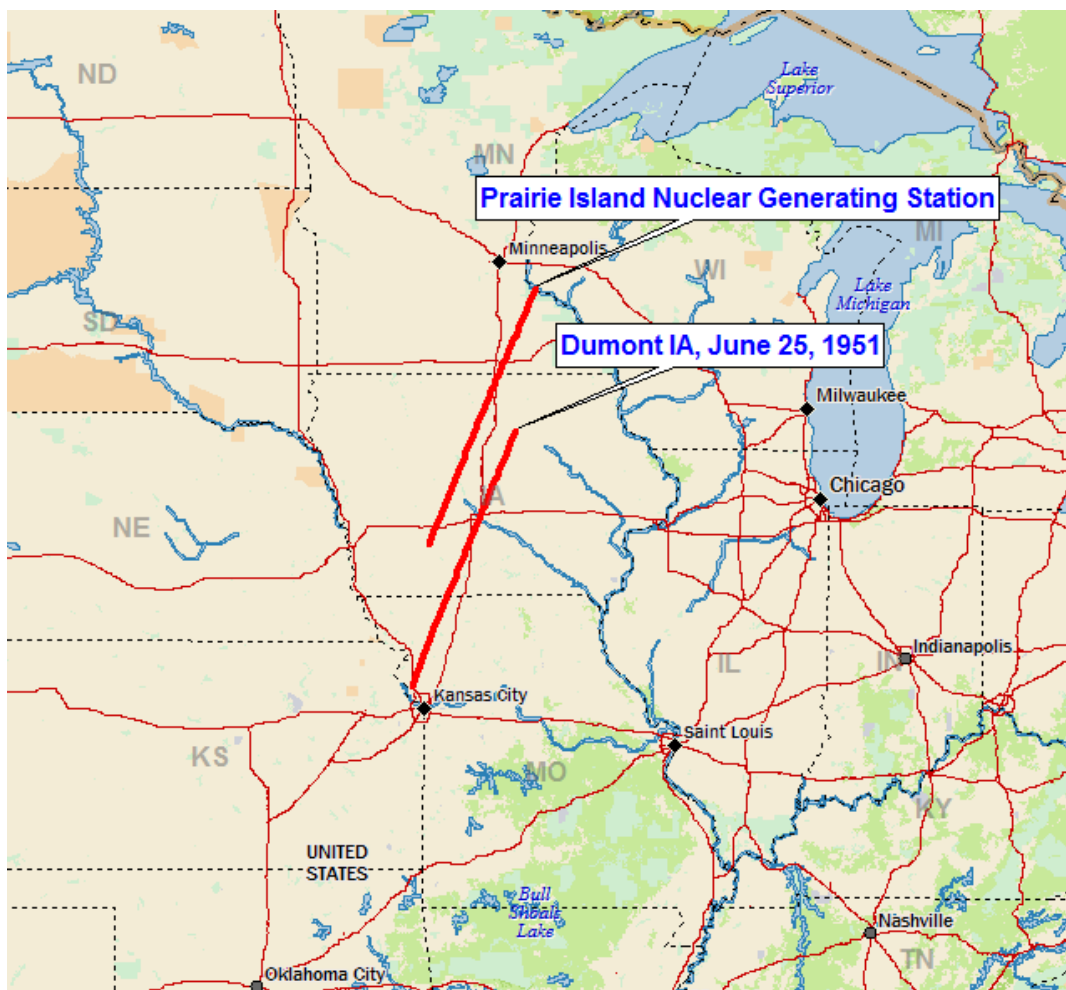 Lake
Superior
ND
MN
Prairie Island Nuclear Generating Station
MI
Minneapolis
WI
Lake
Michigan
SD
Dumont IA, June 25, 1951
Milwaukee
Chicago
IA
NE
Indianapolis
IL
IN
Kansas City
Saint Louis
KS
MO
KY
UNITED
STATES
Bull
Shoals
Lake
Nashville
TN
Oklahoma City